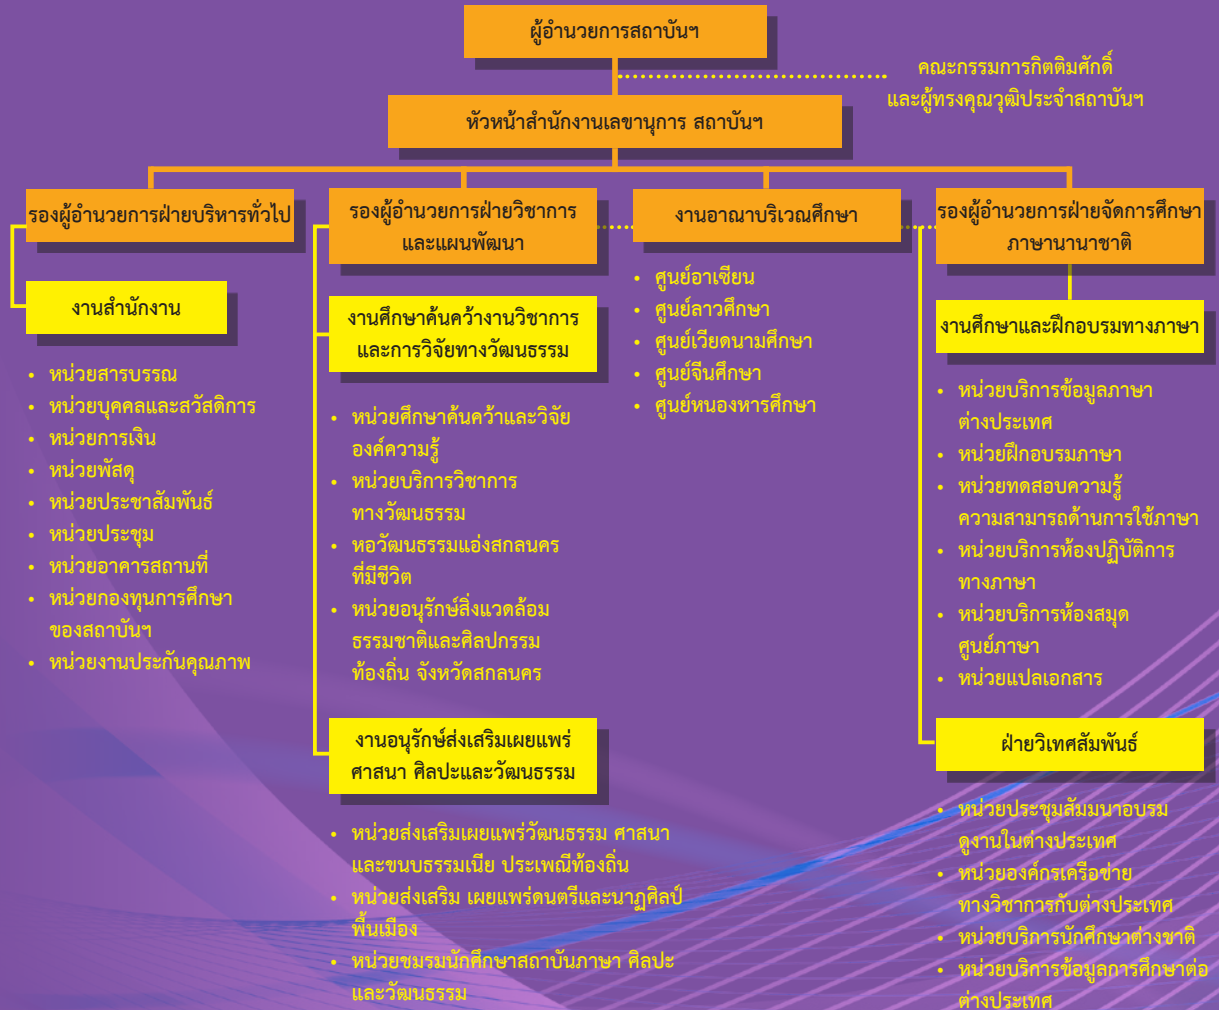 ผู้อำนวยการสถาบันฯ
คณะกรรมการกิตติมศักดิ์
และผู้ทรงคุณวุฒิประจำสถาบันฯ
หัวหน้าสำนักงานเลขานุการ สถาบันฯ
รองผู้อำนวยการฝ่ายบริหารทั่วไป
งานสำนักงาน
• หน่วยสารบรรณ
• หน่วยบุคคลและสวัสดิการ
• หน่วยการเงิน
• หน่วยพัสดุ
• หน่วยประชาสัมพันธ์
• หน่วยประชุม
• หน่วยอาคารสถานที่
• หน่วยกองทุนการศึกษา
ของสถาบันฯ
• หน่วยงานประกันคุณภาพ
รองผู้อำนวยการฝ่ายวิชาการ
และแผนพัฒนา
งานศึกษาค้นคว้างานวิชาการ
และการวิจัยทางวัฒนธรรม
• หน่วยศึกษาค้นคว้าและวิจัย
องค์ความรู้
• หน่วยบริการวิชาการ
ทางวัฒนธรรม
• หอวัฒนธรรมแอ่งสกลนคร
ที่มีชีวิต
• หน่วยอนุรักษ์สิ่งแวดล้อม
ธรรมชาติและศิลปกรรม
ท้องถิ่น จังหวัดสกลนคร
งานอนุรักษ์ส่งเสริมเผยแพร่
ศาสนา ศิลปะและวัฒนธรรม
• หน่วยส่งเสริมเผยแพร่วัฒนธรรม ศาสนา
และขนบธรรมเนีย ประเพณีท้องถิ่น
• หน่วยส่งเสริม เผยแพร่ดนตรีและนาฏศิลป์
พื้นเมือง
• หน่วยชมรมนักศึกษาสถาบันภาษา ศิลปะ
และวัฒนธรรม
งานอาณาบริเวณศึกษา
• ศูนย์อาเซียน
• ศูนย์ลาวศึกษา
• ศูนย์เวียดนามศึกษา
• ศูนย์จีนศึกษา
• ศูนย์หนองหารศึกษา
รองผู้อำนวยการฝ่ายจัดการศึกษา
ภาษานานาชาติ
งานศึกษาและฝึกอบรมทางภาษา
• หน่วยบริการข้อมูลภาษา
ต่างประเทศ
• หน่วยฝึกอบรมภาษา
• หน่วยทดสอบความรู้
ความสามารถด้านการใช้ภาษา
• หน่วยบริการห้องปฏิบัติการ
ทางภาษา
• หน่วยบริการห้องสมุด
ศูนย์ภาษา
• หน่วยแปลเอกสาร
ฝ่ายวิเทศสัมพันธ์
• หน่วยประชุมสัมมนาอบรม
ดูงานในต่างประเทศ
• หน่วยองค์กรเครือข่าย
ทางวิชาการกับต่างประเทศ
• หน่วยบริการนักศึกษาต่างชาติ
• หน่วยบริการข้อมูลการศึกษาต่อ
ต่างประเทศ